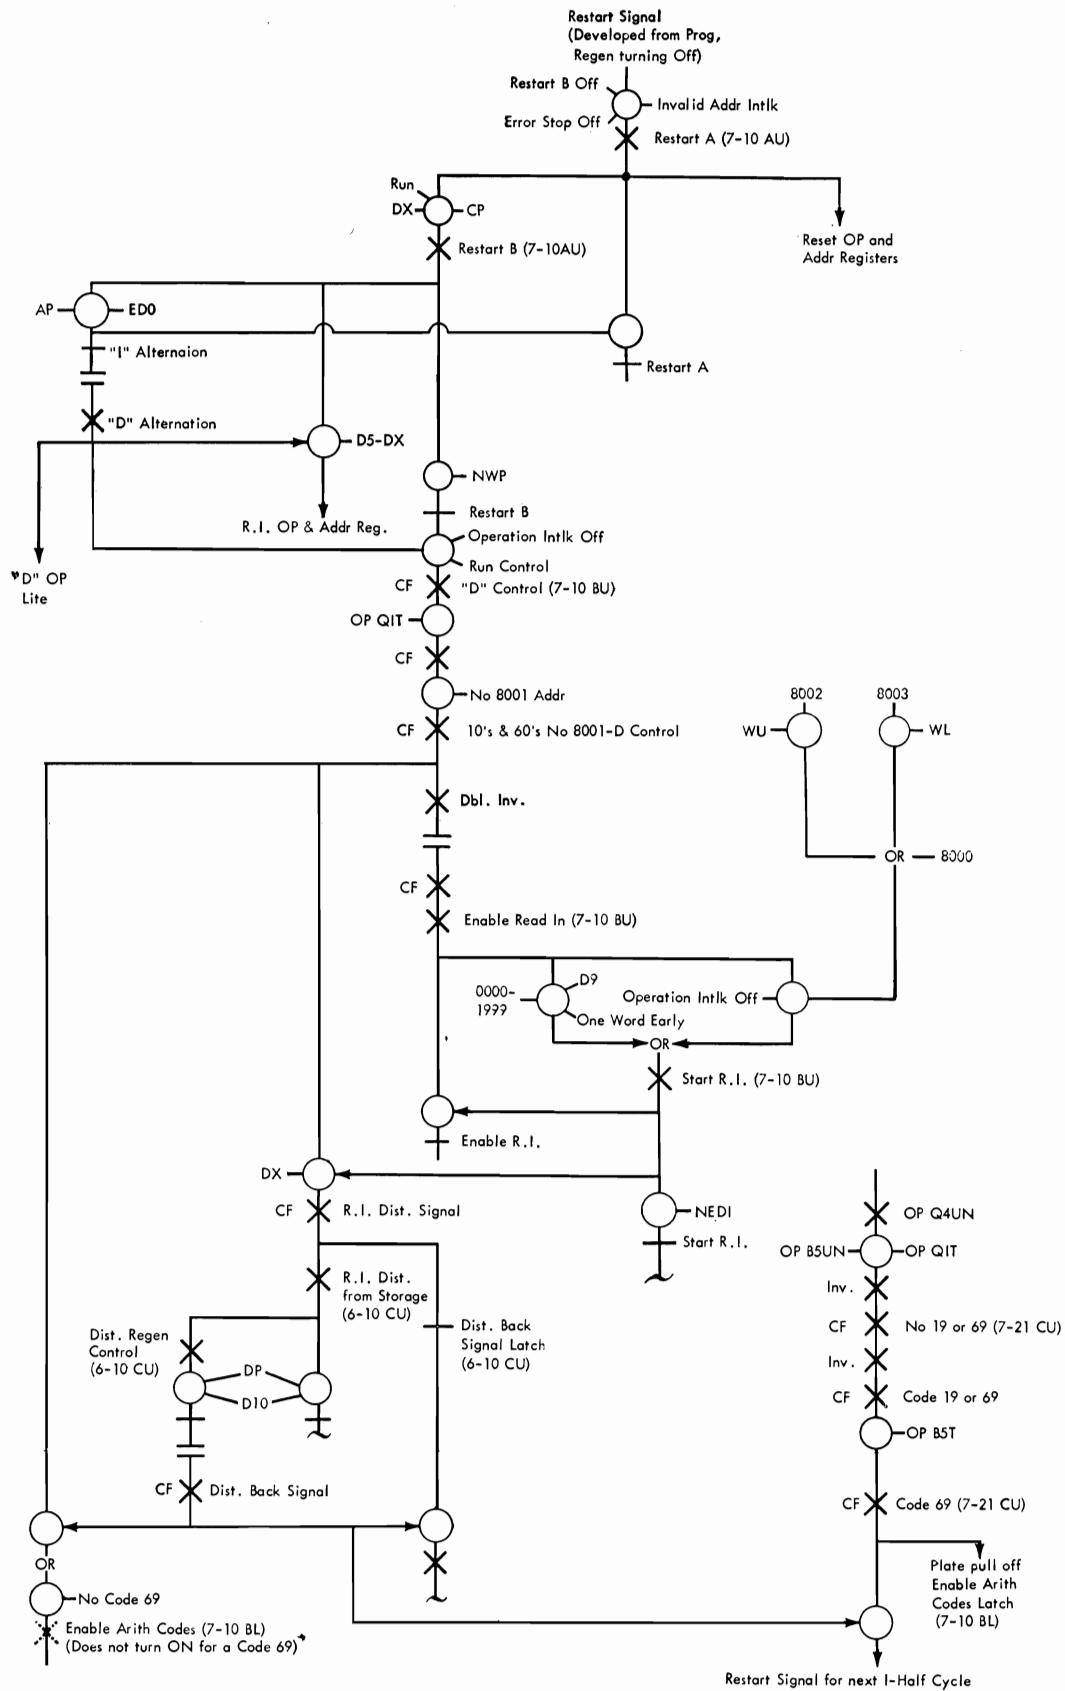 Restart Signal
(Developed from Prog,
Regen turning Off)
Restart B Off
Invalid Addr Intlk
Error Stop Off
Restart A (7-10 AU)
Run
DX
CP
Restart B (7-10AU)
Reset OP and
Addr Registers
AP
ED0
"I" Alternaion
Restart A
"D" Alternation
D5-DX
NWP
R.I. OP & Addr Reg.
Restart B
Operation Intlk Off
Run Control
"D" OP
Lite
CF
"D" Control (7-10 BU)
OP QIT
CF
No 8001 Addr
CF
10's & 60's No 8001-D Control
8002
8003
WU
WL
Dbl. Inv.
OR
8000
CF
Enable Read In (7-10 BU)
D9
0000-
1999
One Word Early
Operation Intlk Off
OR
Start R.I. (7-10 BU)
Enable R.I.
DX
CF
R.I. Dist. Signal
NEDI
Start R.I.
OP Q4UN
OP B5UN
OP QIT
Inv.
CF
No 19 or 69 (7-21 CU)
Inv.
CF
Code 19 or 69
OP B5T
CF
Code 69 (7-21 CU)
R.I. Dist.
from Storage
(6-10 CU)
Dist. Regen
Control
(6-10 CU)
Dist. Back
Signal Latch
(6-10 CU)
DP
D10
CF
Dist. Back Signal
OR
No Code 69
Enable Arith Codes (7-10 BL)
(Does not turn ON for a Code 69)
Plate pull off
Enable Arith
Codes Latch
(7-10 BL)
Restart Signal for next I-Half Cycle